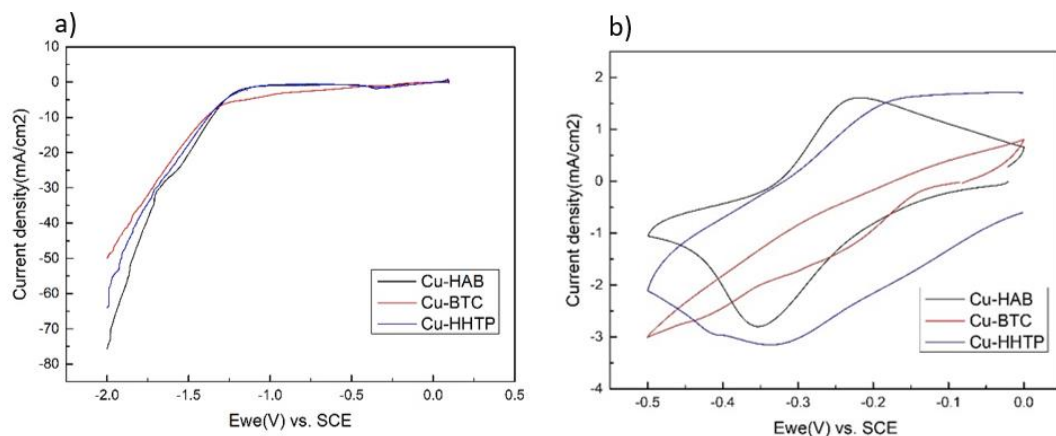 a)
10
0
-10
-20
-30
-40
-50
-60
-70
-80
Current density(mA/cm2)
Cu-HAB
Cu-BTC
Cu-HHTP
-2.0
-1.5
-1.0
-0.5
0.0
0.5
Ewe(V) vs. SCE
b)
2
1
0
-1
-2
-3
-4
Current density(mA/cm2)
Cu-HAB
Cu-BTC
Cu-HHTP
-0.5
-0.4
-0.3
-0.2
-0.1
-0.0
Ewe(V) vs. SCE